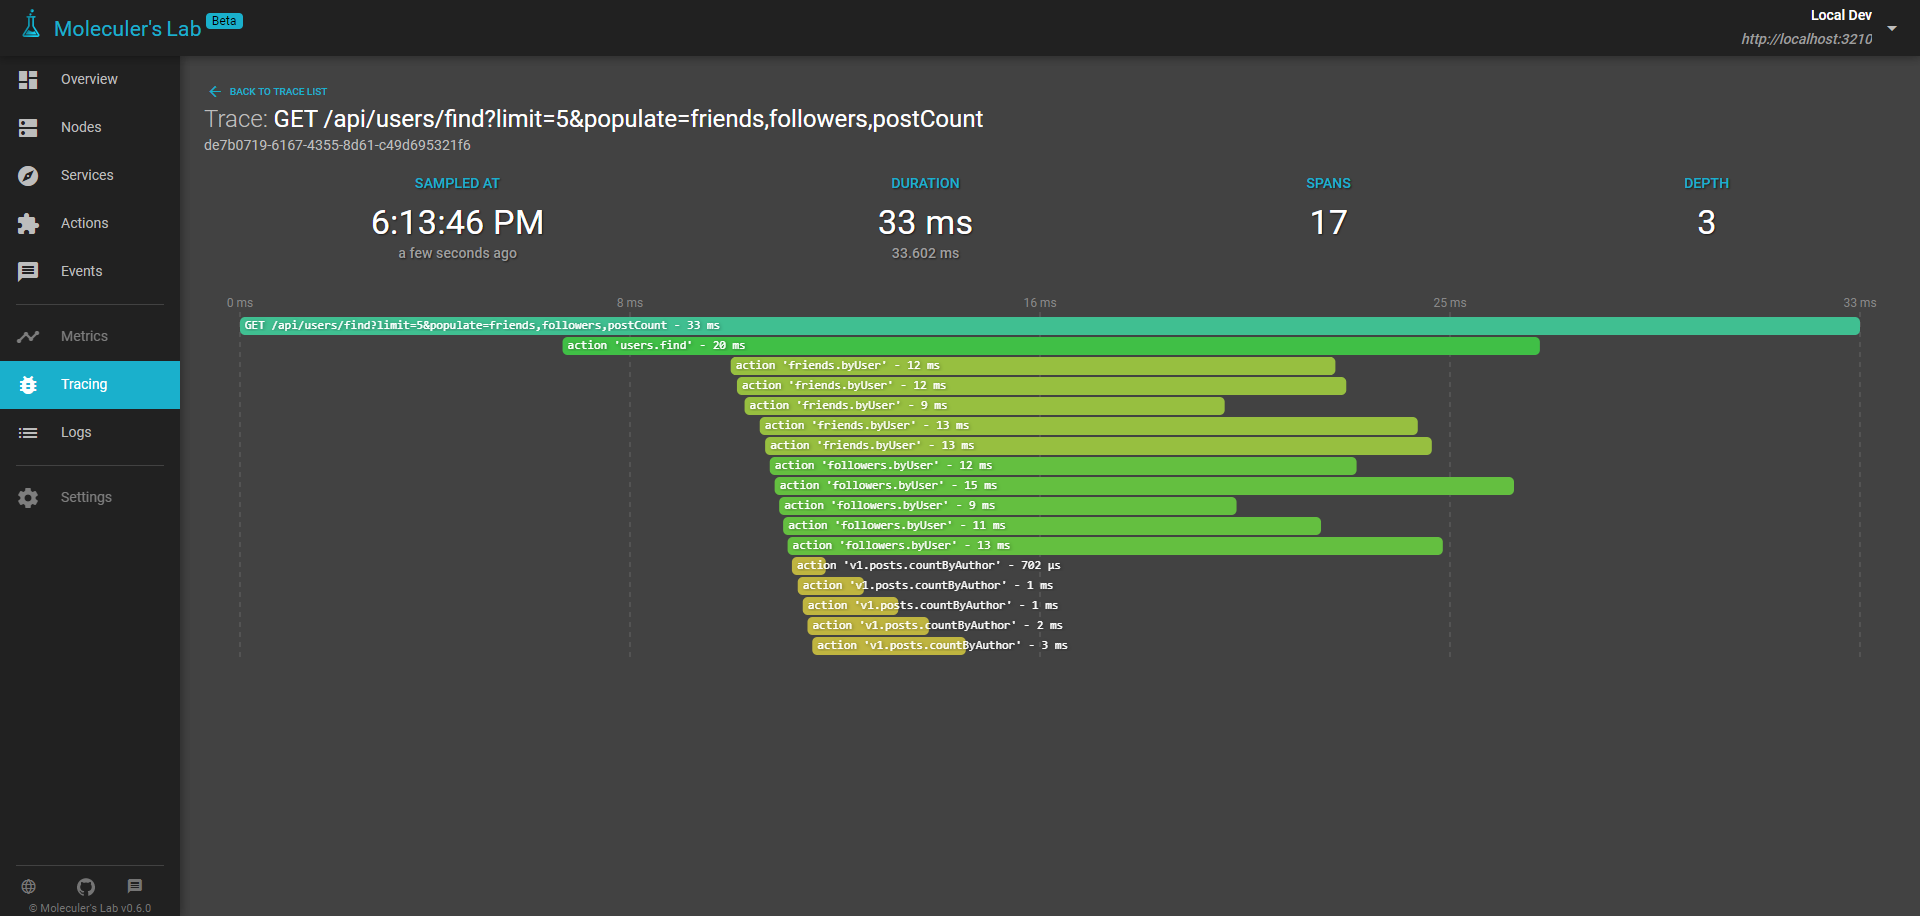 Moleculer's Lab Beta
Local Dev
http://localhost:3210
Overview
Nodes
Services
Actions
Events
Metrics
Tracing
Logs
Settings
© Moleculer's Lab v0.6.0
BACK TO TRACE LIST
Trace: GET /api/users/find?limit=5&populate=friends,followers,postCount
de7b0719-6167-4355-8d61-c49d695321f6
SAMPLED AT
6:13:46 PM
a few seconds ago
DURATION
33 ms
33.602 ms
SPANS
17
DEPTH
3
0 ms 8 ms 16 ms 25 ms 33 ms
GET /api/users/find?limit=5&populate=friends,followers,postCount - 33 ms
action 'users.find' - 20 ms
action 'friends.byUser' - 12 ms
action 'friends.byUser' - 12 ms
action 'friends.byUser' - 9 ms
action 'friends.byUser' - 13 ms
action 'friends.byUser' - 13 ms
action 'followers.byUser' - 12 ms
action 'followers.byUser' - 15 ms
action 'followers.byUser' - 9 ms
action 'followers.byUser' - 11 ms
action 'followers.byUser' - 13 ms
action 'v1.posts.countByAuthor' - 702 µs
action 'v1.posts.countByAuthor' - 1 ms
action 'v1.posts.countByAuthor' - 1 ms
action 'v1.posts.countByAuthor' - 2 ms
action 'v1.posts.countByAuthor' - 3 ms